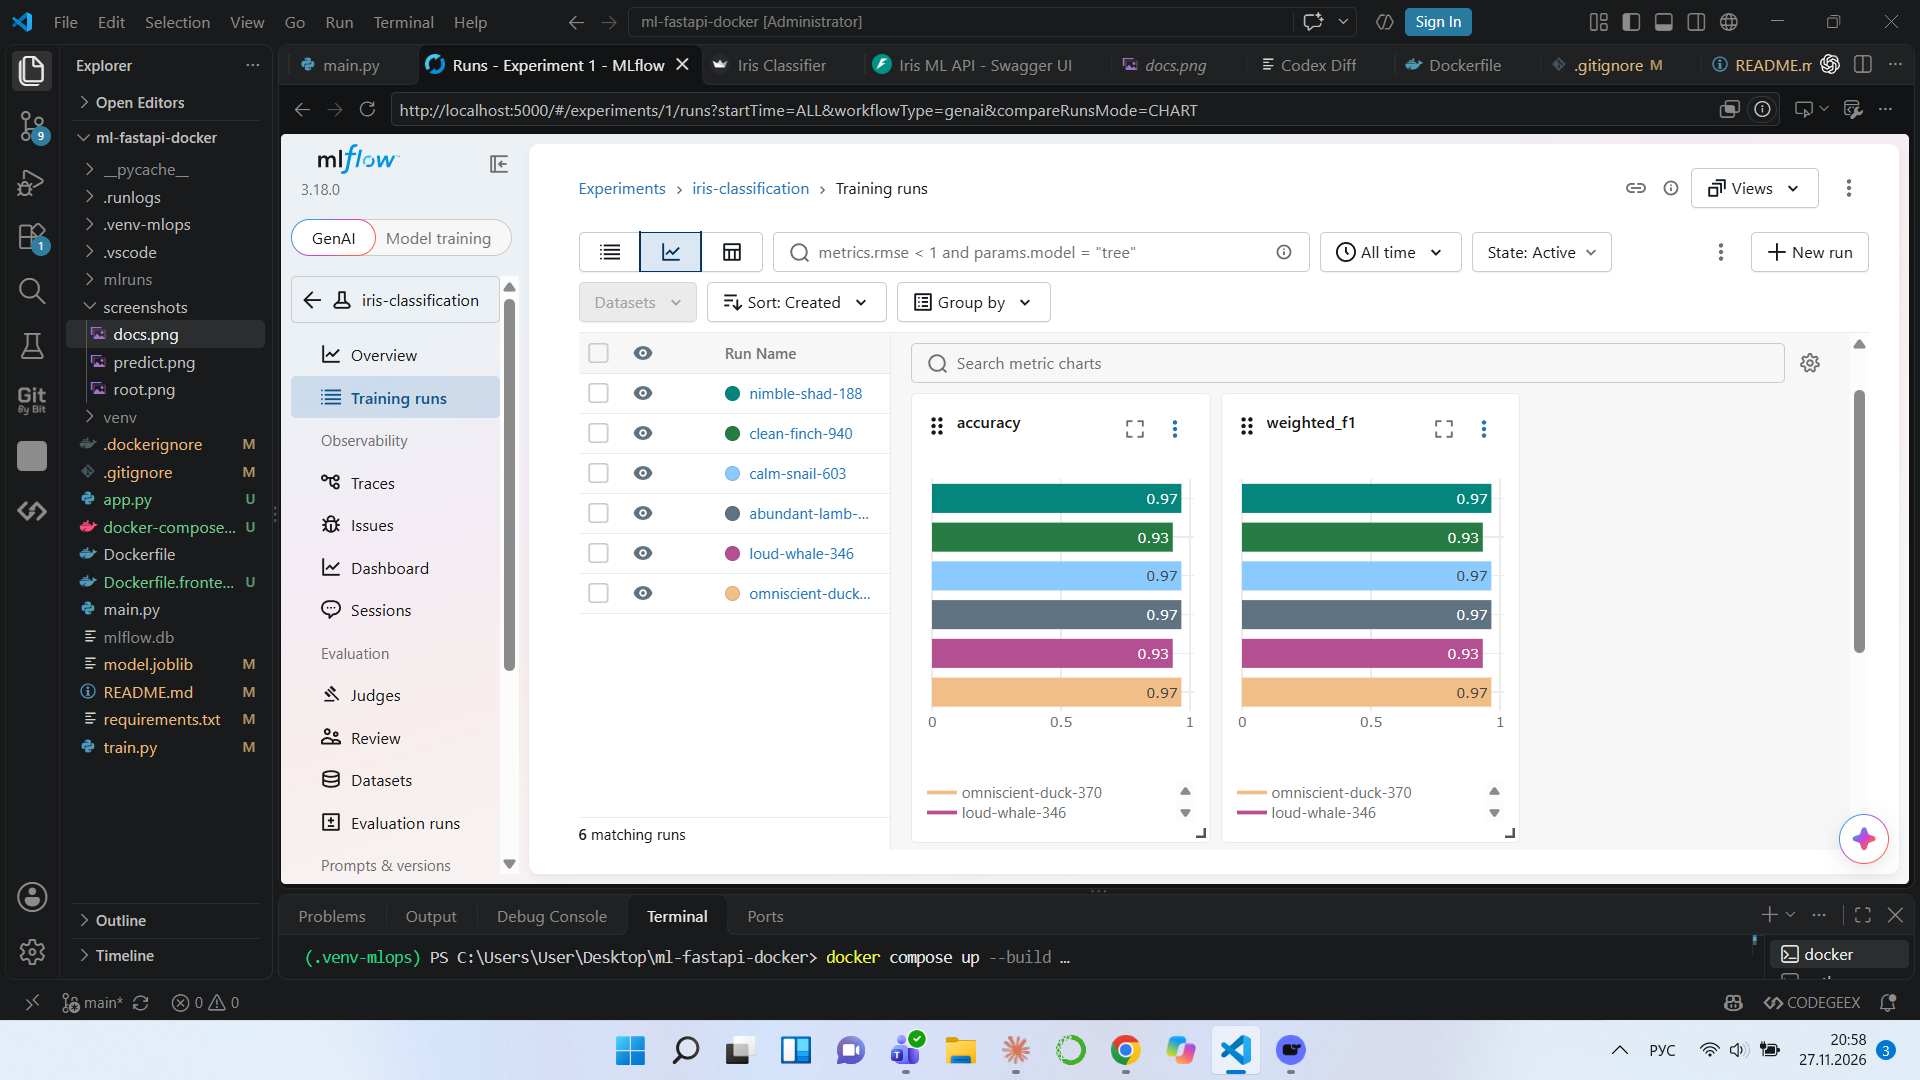 File Edit Selection View Go Run Terminal Help
ml-fastapi-docker [Administrator]
Sign In
Explorer
Open Editors
ml-fastapi-docker
__pycache__
.runlogs
.venv-mlops
.vscode
mlruns
screenshots
docs.png
predict.png
root.png
venv
.dockerignore M
.gitignore M
app.py U
docker-compose... U
Dockerfile
Dockerfile.fronte... U
main.py
mlflow.db
model.joblib M
README.md M
requirements.txt M
train.py M
Outline
Timeline
9
1
Git
By Bit
main.py
Runs - Experiment 1 - MLflow
Iris Classifier
Iris ML API - Swagger UI
docs.png
Codex Diff
Dockerfile
.gitignore M
README.m
http://localhost:5000/#/experiments/1/runs?startTime=ALL&workflowType=genai&compareRunsMode=CHART
mlflow
3.18.0
GenAI Model training
iris-classification
Overview
Training runs
Observability
Traces
Issues
Dashboard
Sessions
Evaluation
Judges
Review
Datasets
Evaluation runs
Prompts & versions
Experiments > iris-classification > Training runs
Views
metrics.rmse < 1 and params.model = "tree"
All time
State: Active
New run
Datasets
Sort: Created
Group by
Run Name
nimble-shad-188
clean-finch-940
calm-snail-603
abundant-lamb-...
loud-whale-346
omniscient-duck...
6 matching runs
Search metric charts
accuracy
0.97
0.93
0.97
0.97
0.93
0.97
0 0.5 1
omniscient-duck-370
loud-whale-346
weighted_f1
0.97
0.93
0.97
0.97
0.93
0.97
0 0.5 1
omniscient-duck-370
loud-whale-346
Problems Output Debug Console Terminal Ports
(.venv-mlops) PS C:\Users\User\Desktop\ml-fastapi-docker> docker compose up --build …
docker
main* 0 0
CODEGEEX
РУС
20:58
27.11.2026
3